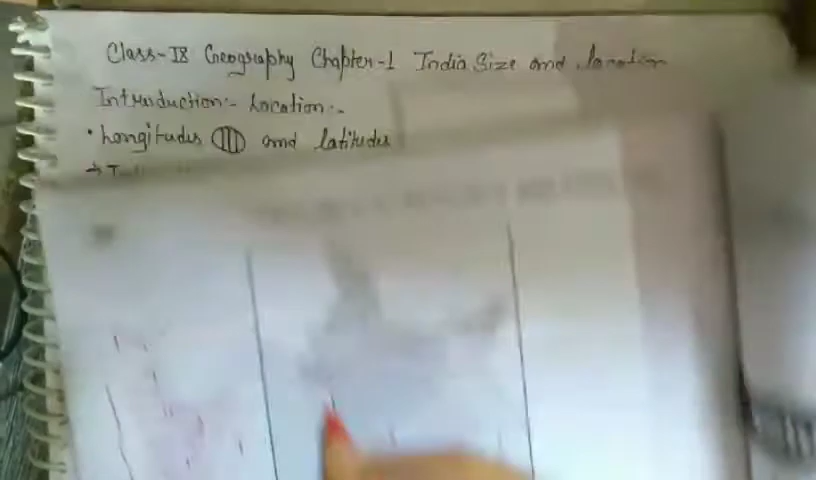 Class-IX Geography Chapter-1 India Size and location
Introduction:- Location:-
• Longitudes and latitudes